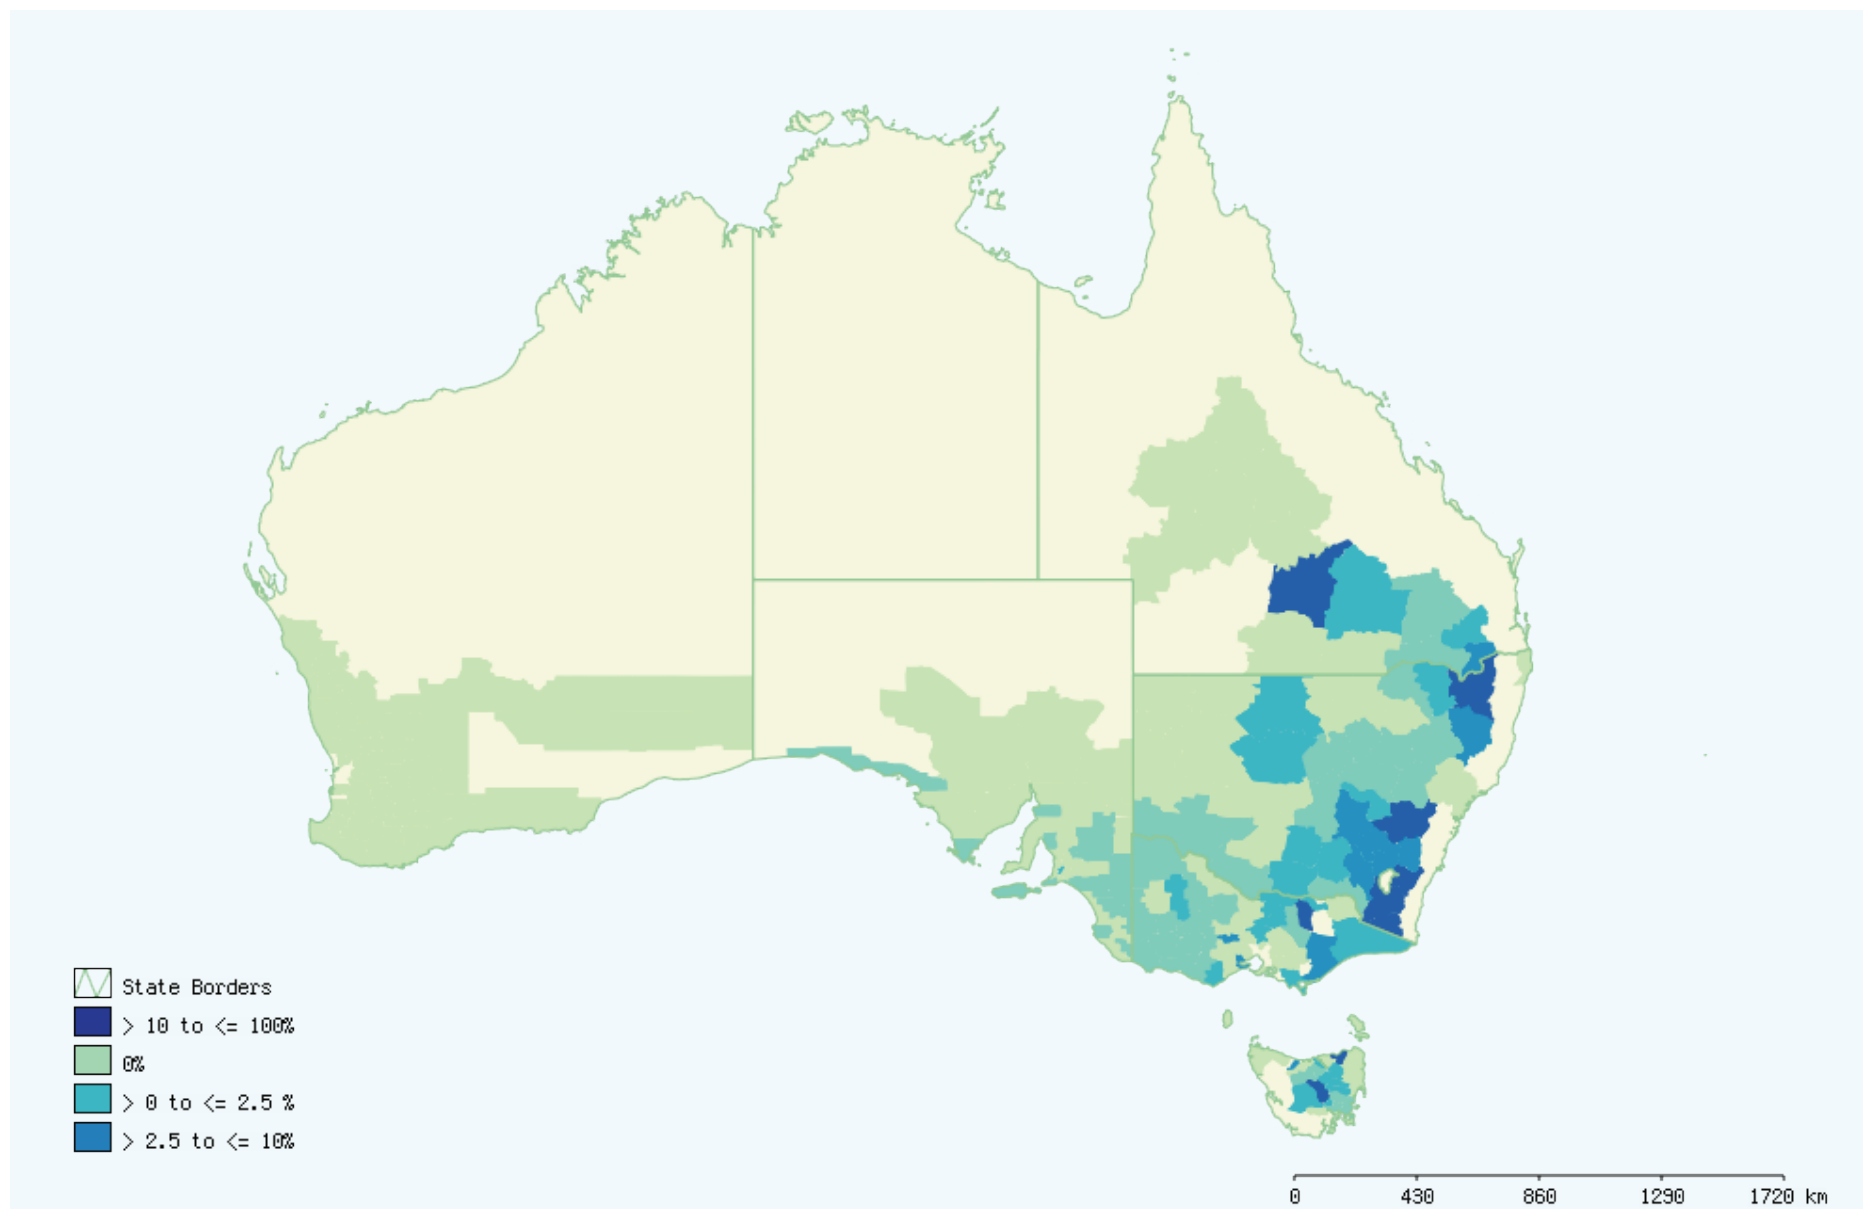 State Borders
> 10 to <= 100%
0%
> 0 to <= 2.5 %
> 2.5 to <= 10%
0 430 860 1290 1720 km